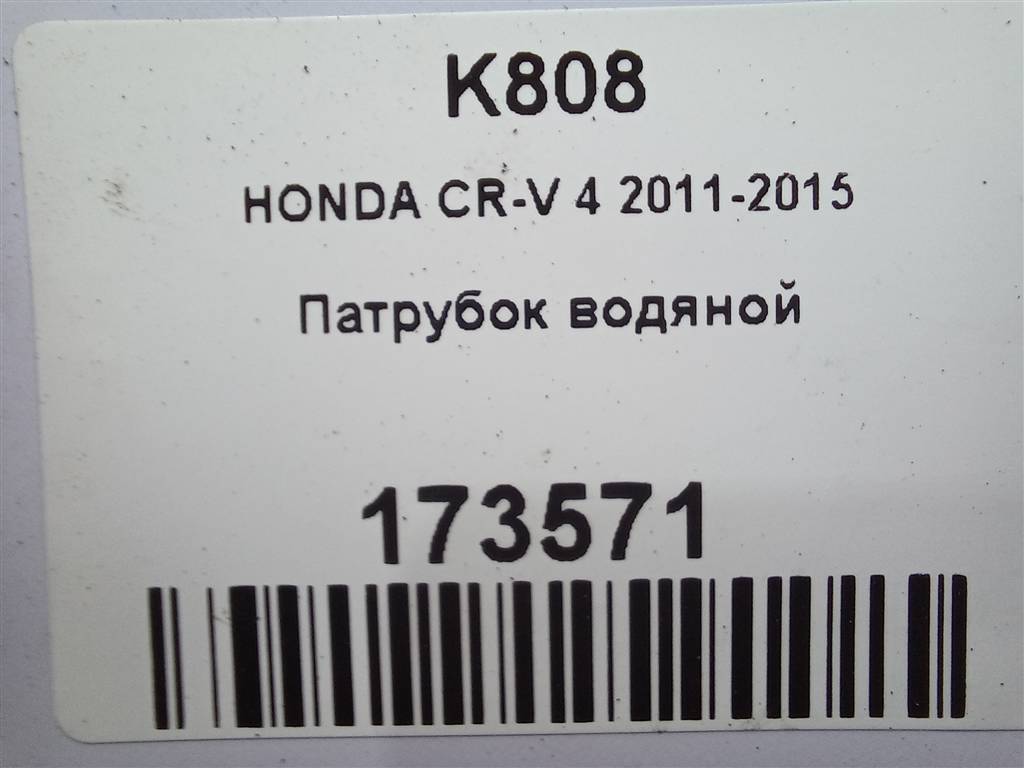 K808
HONDA CR-V 4 2011-2015
Патрубок водяной
173571